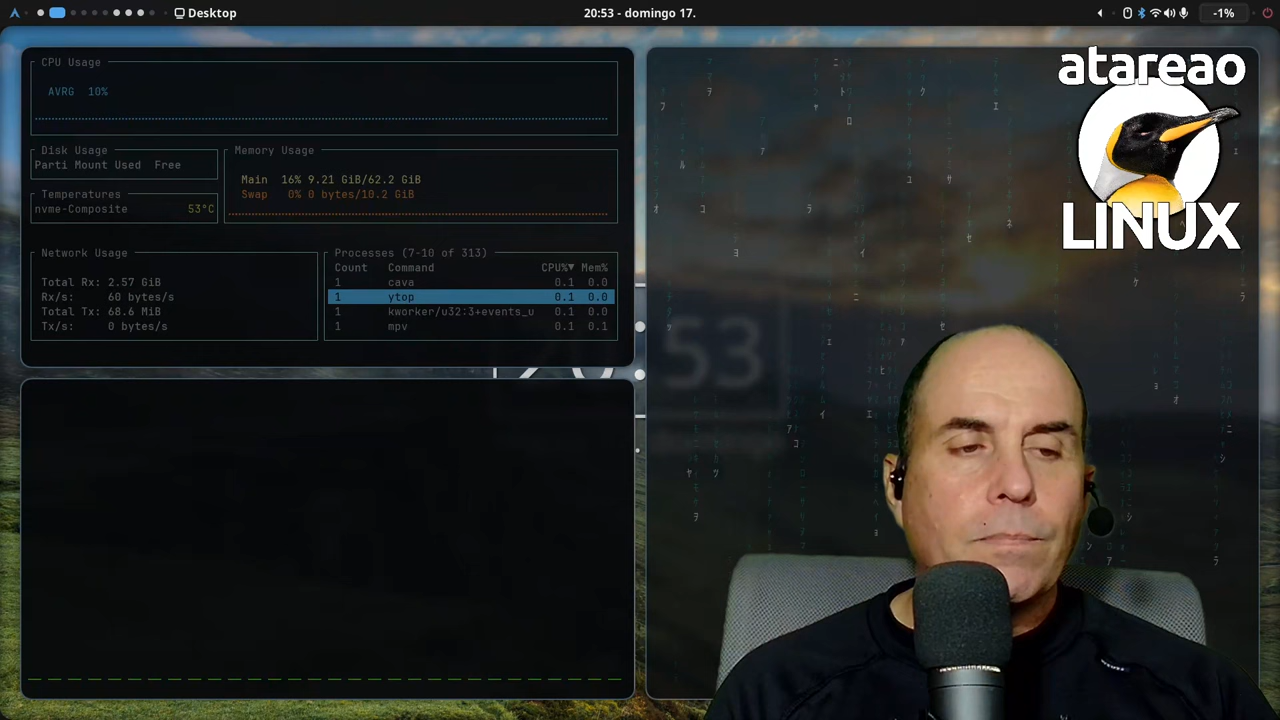 Desktop
20:53 - domingo 17.
-1%
atareao
LINUX
CPU Usage
AVRG 10%
Disk Usage
Parti Mount Used Free
Memory Usage
Main 16% 9.21 GiB/62.2 GiB
Swap 0% 0 bytes/10.2 GiB
Temperatures
nvme-Composite 53°C
Network Usage
Total Rx: 2.57 GiB
Rx/s: 60 bytes/s
Total Tx: 68.6 MiB
Tx/s: 0 bytes/s
Processes (7-10 of 313)
Count Command CPU%▼ Mem%
1 cava 0.1 0.0
1 ytop 0.1 0.0
1 kworker/u32:3+events_u 0.1 0.0
1 mpv 0.1 0.1
53